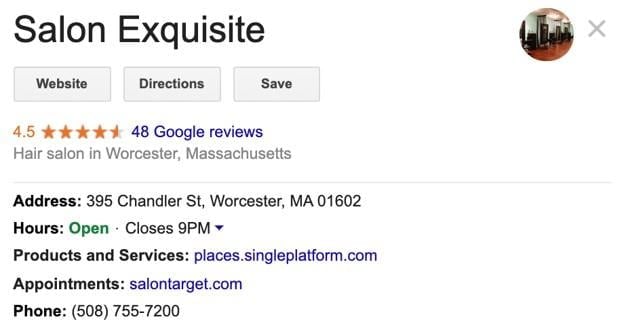 Salon Exquisite
Website Directions Save
4.5 48 Google reviews
Hair salon in Worcester, Massachusetts
Address: 395 Chandler St, Worcester, MA 01602
Hours: Open · Closes 9PM
Products and Services: places.singleplatform.com
Appointments: salontarget.com
Phone: (508) 755-7200